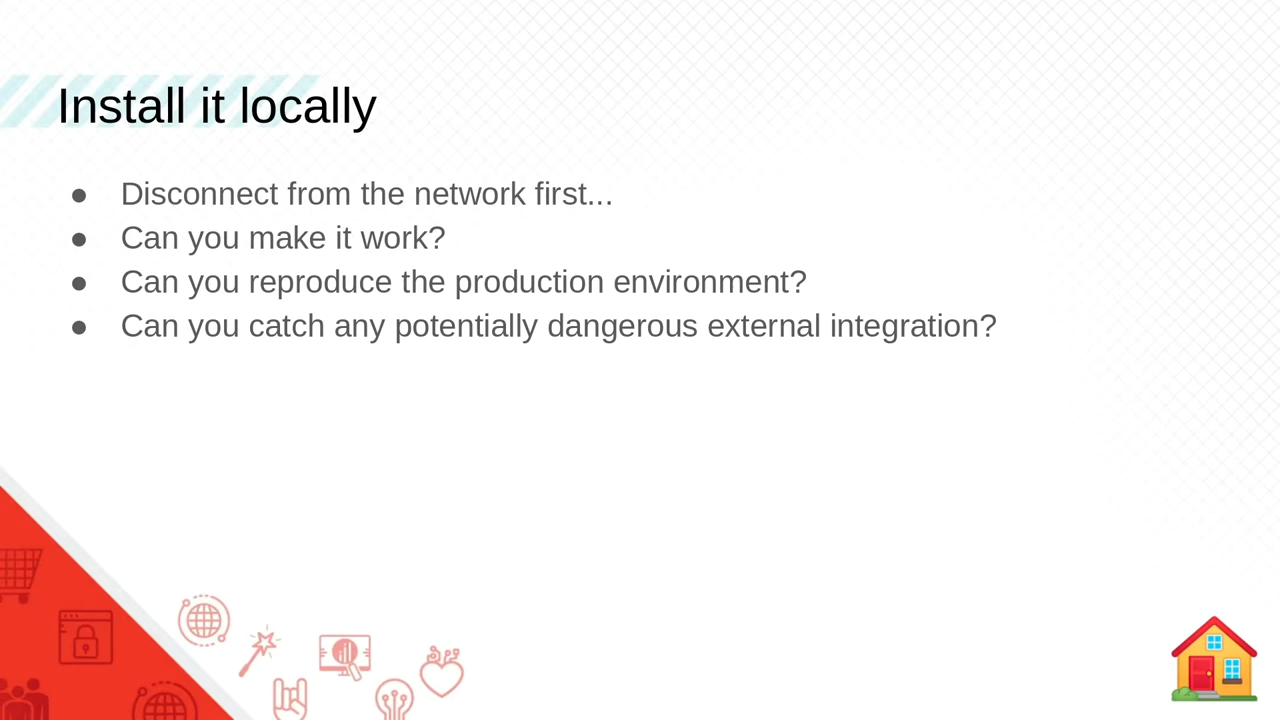 Install it locally
● Disconnect from the network first...
● Can you make it work?
● Can you reproduce the production environment?
● Can you catch any potentially dangerous external integration?